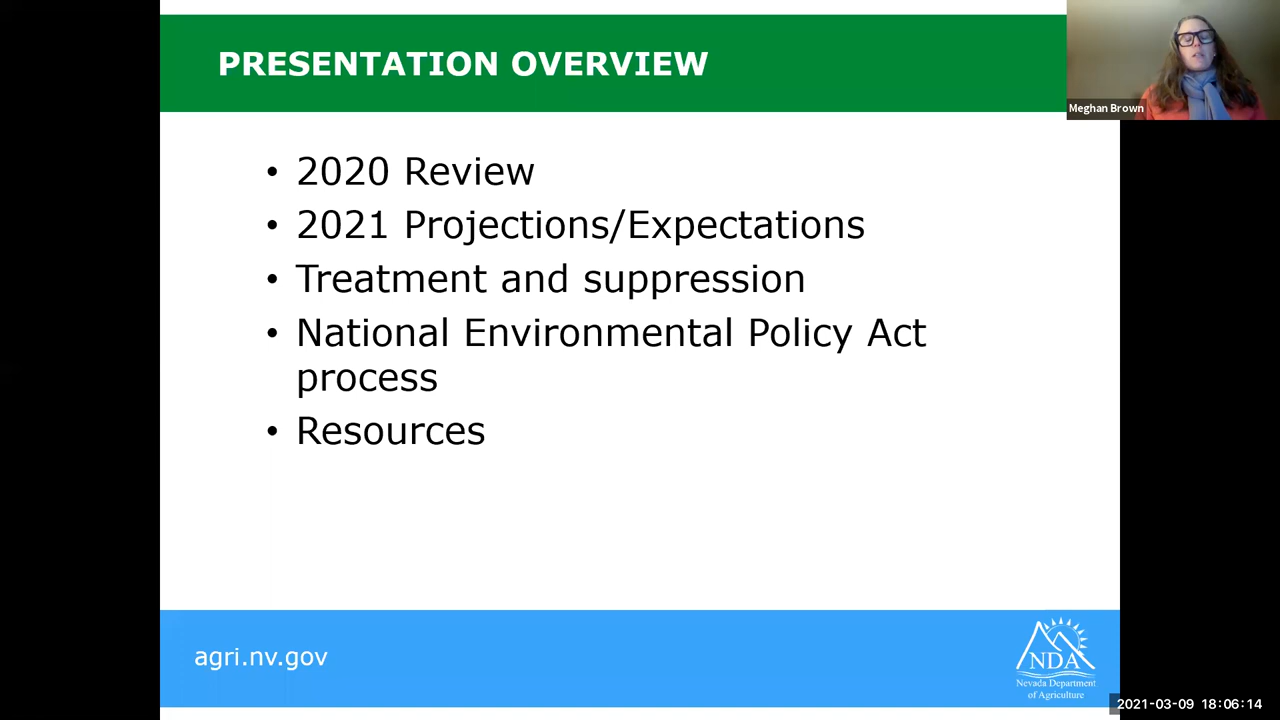 PRESENTATION OVERVIEW
Meghan Brown
• 2020 Review
• 2021 Projections/Expectations
• Treatment and suppression
• National Environmental Policy Act
process
• Resources
agri.nv.gov
NDA
Nevada Department
of Agriculture
2021-03-09 18:06:14